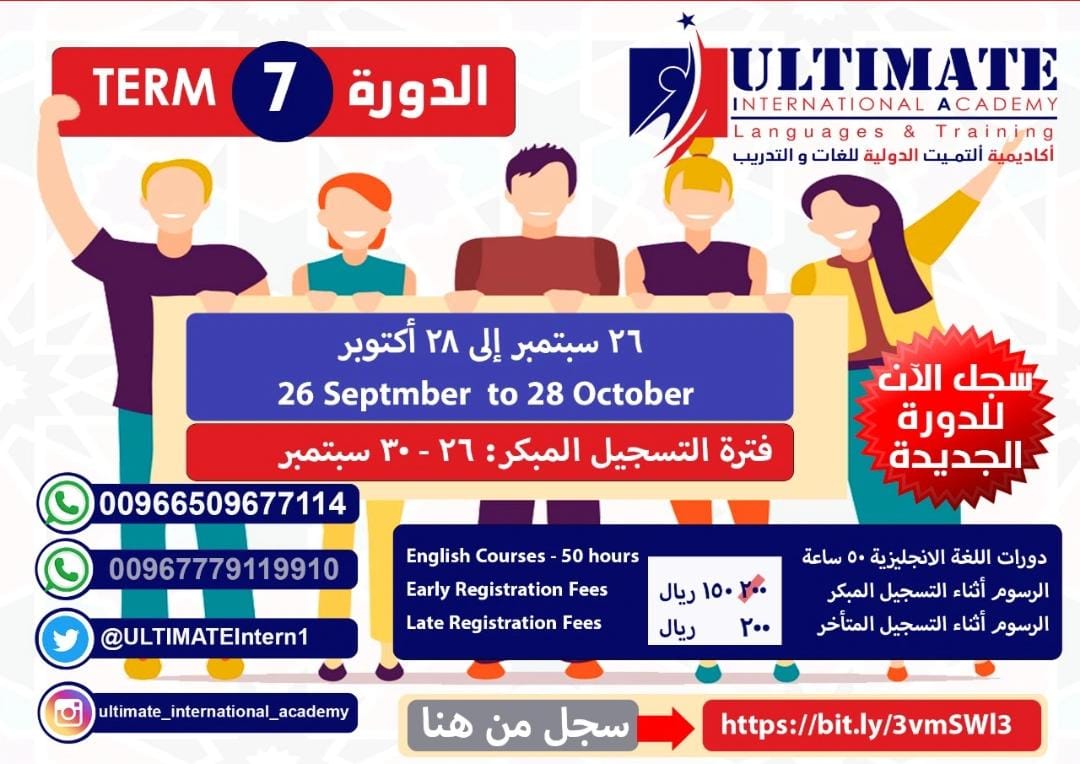 TERM 7 الدورة
ULTIMATE
INTERNATIONAL ACADEMY
Languages & Training
أكاديمية ألتميت الدولية للغات و التدريب
٢٦ سبتمبر إلى ٢٨ أكتوبر
26 Septmber to 28 October
فترة التسجيل المبكر: ٢٦ - ٣٠ سبتمبر
سجل الآن
للدورة
الجديدة
00966509677114
00967779119910
@ULTIMATEIntern1
ultimate_international_academy
English Courses - 50 hours
دورات اللغة الانجليزية ٥٠ ساعة
Early Registration Fees
٢٠٠ ١٥٠ ريال
الرسوم أثناء التسجيل المبكر
Late Registration Fees
٢٠٠ ريال
الرسوم أثناء التسجيل المتأخر
سجل من هنا
https://bit.ly/3vmSWl3